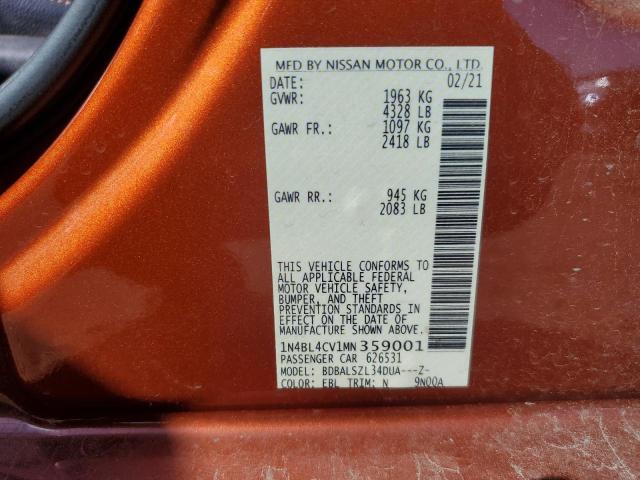 MFD BY NISSAN MOTOR CO., LTD.
DATE: 02/21
GVWR: 1963 KG
4328 LB
GAWR FR.: 1097 KG
2418 LB
GAWR RR.: 945 KG
2083 LB
THIS VEHICLE CONFORMS TO
ALL APPLICABLE FEDERAL
MOTOR VEHICLE SAFETY,
BUMPER, AND THEFT
PREVENTION STANDARDS IN
EFFECT ON THE DATE OF
MANUFACTURE SHOWN ABOVE.
1N4BL4CV1MN359001
PASSENGER CAR 626531
MODEL: BDBALSZL34DUA---Z-
COLOR: EBL TRIM: N 9N00A